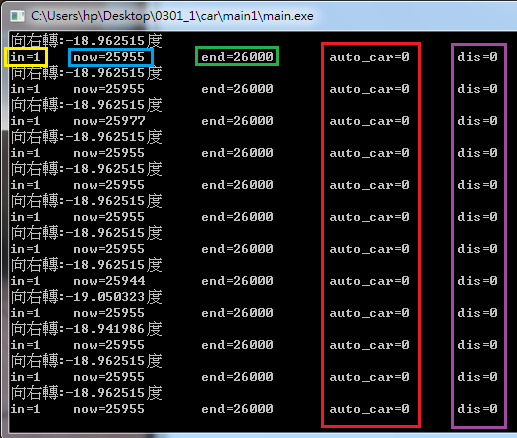 C:\Users\hp\Desktop\0301_1\car\main1\main.exe
向右轉:-18.962515度
in=1 now=25955 end=26000 auto_car=0 dis=0
向右轉:-18.962515度
in=1 now=25955 end=26000 auto_car=0 dis=0
向右轉:-18.962515度
in=1 now=25977 end=26000 auto_car=0 dis=0
向右轉:-18.962515度
in=1 now=25955 end=26000 auto_car=0 dis=0
向右轉:-18.962515度
in=1 now=25955 end=26000 auto_car=0 dis=0
向右轉:-18.962515度
in=1 now=25955 end=26000 auto_car=0 dis=0
向右轉:-18.962515度
in=1 now=25955 end=26000 auto_car=0 dis=0
向右轉:-18.962515度
in=1 now=25944 end=26000 auto_car=0 dis=0
向右轉:-19.050323度
in=1 now=25955 end=26000 auto_car=0 dis=0
向右轉:-18.941986度
in=1 now=25955 end=26000 auto_car=0 dis=0
向右轉:-18.962515度
in=1 now=25955 end=26000 auto_car=0 dis=0
向右轉:-18.962515度
in=1 now=25955 end=26000 auto_car=0 dis=0